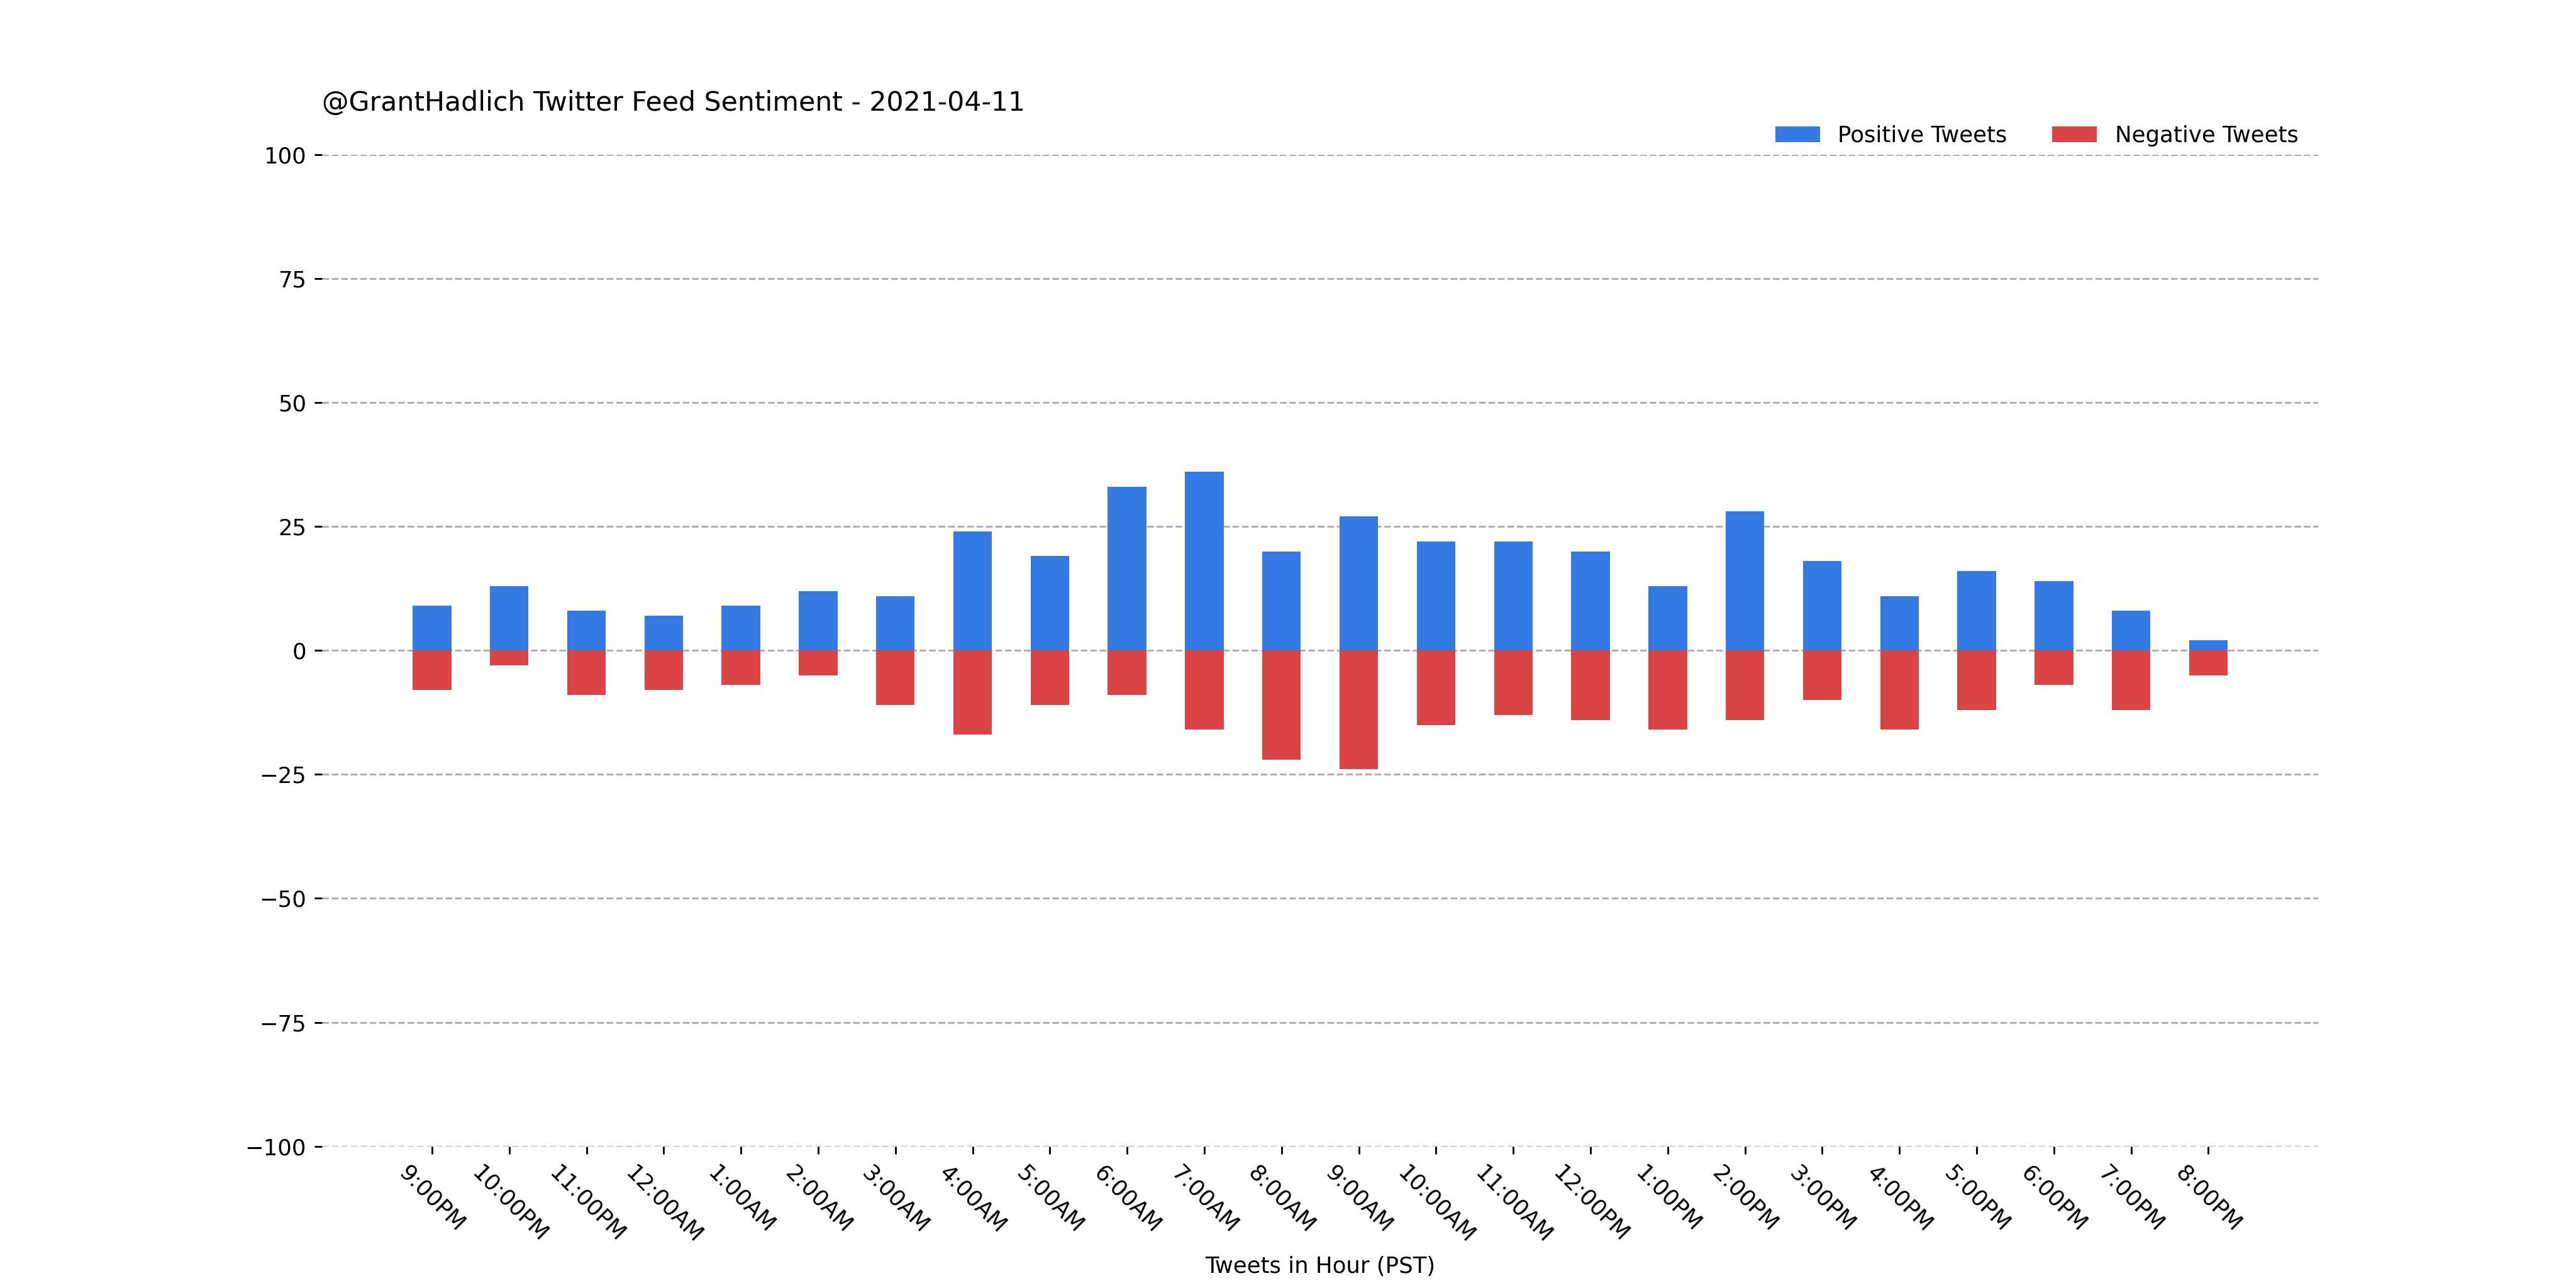 @GrantHadlich Twitter Feed Sentiment - 2021-04-11
Positive Tweets
Negative Tweets
100
75
50
25
0
−25
−50
−75
−100
9:00PM
10:00PM
11:00PM
12:00AM
1:00AM
2:00AM
3:00AM
4:00AM
5:00AM
6:00AM
7:00AM
8:00AM
9:00AM
10:00AM
11:00AM
12:00PM
1:00PM
2:00PM
3:00PM
4:00PM
5:00PM
6:00PM
7:00PM
8:00PM
Tweets in Hour (PST)